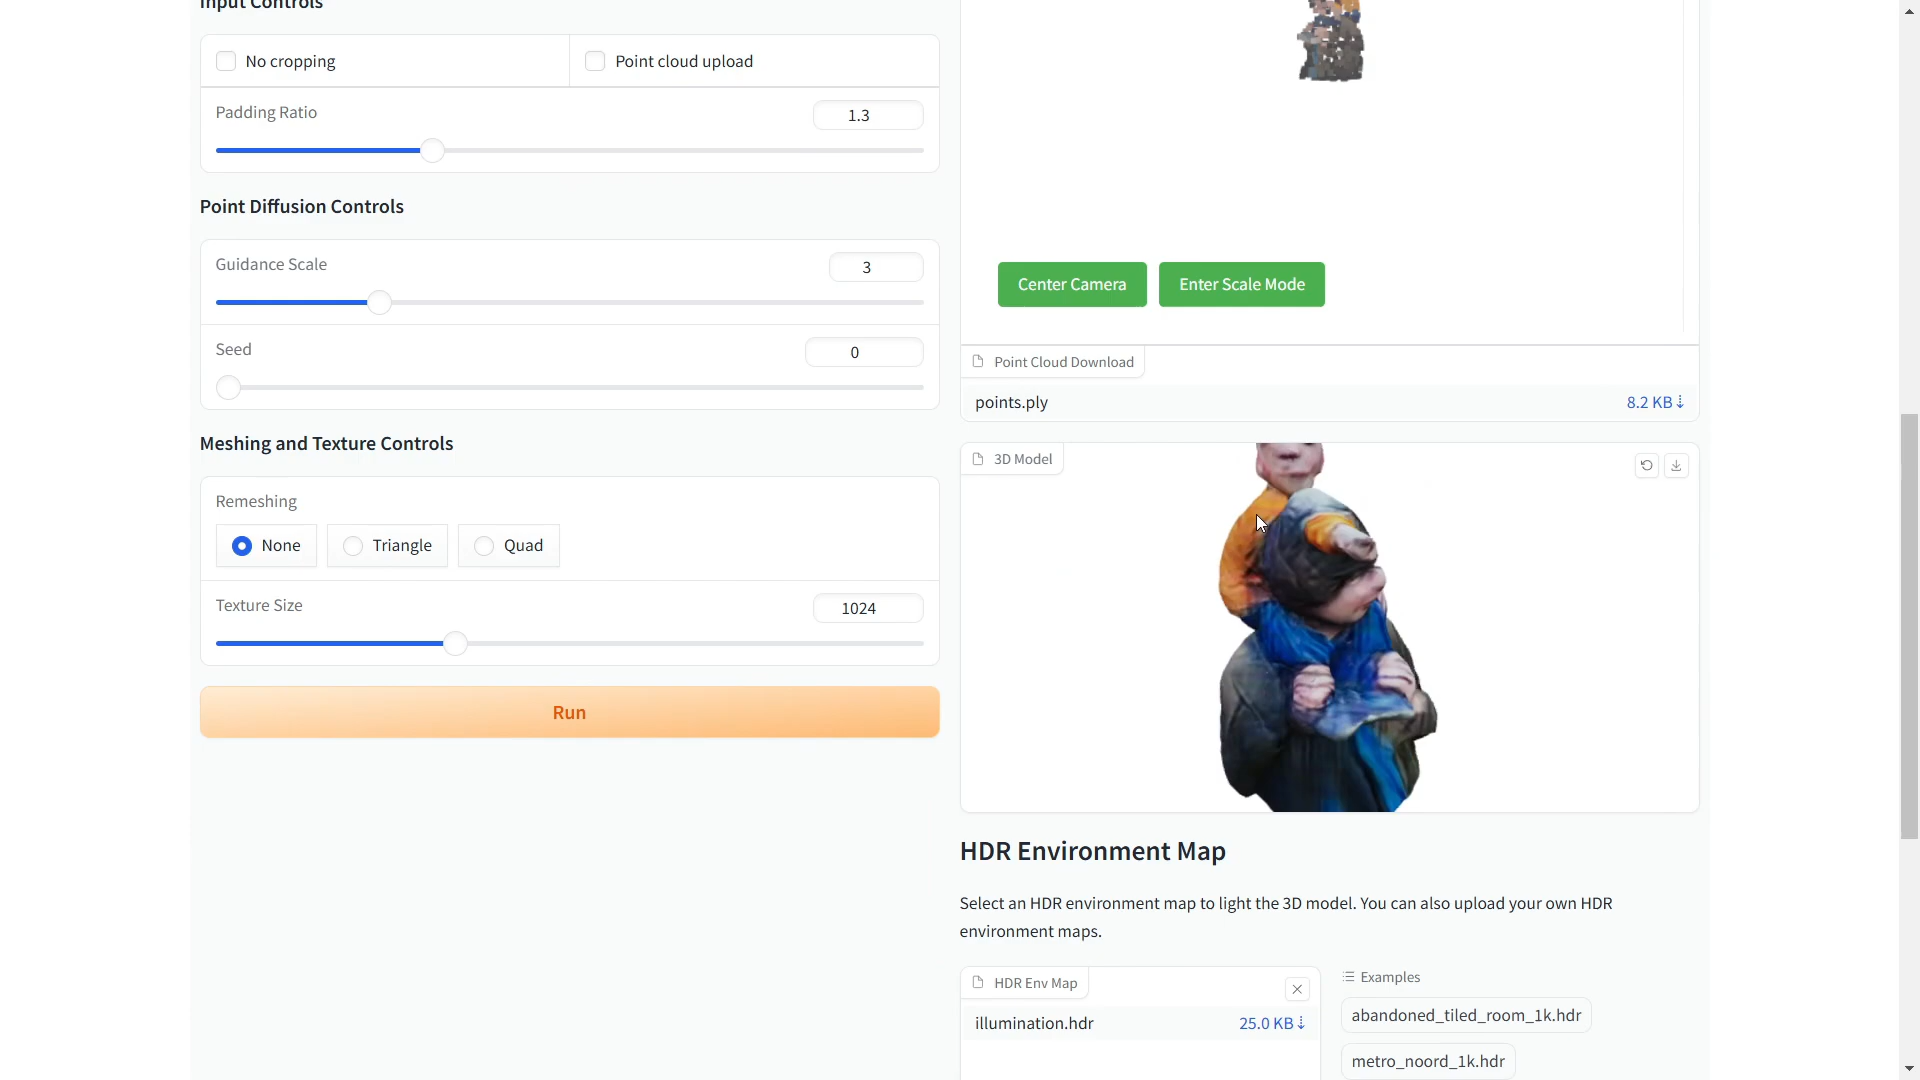 Input Controls
No cropping
Point cloud upload
Padding Ratio
1.3
Point Diffusion Controls
Guidance Scale
3
Seed
0
Meshing and Texture Controls
Remeshing
None
Triangle
Quad
Texture Size
1024
Run
Center Camera
Enter Scale Mode
Point Cloud Download
points.ply
8.2 KB⇣
3D Model
HDR Environment Map
Select an HDR environment map to light the 3D model. You can also upload your own HDR
environment maps.
HDR Env Map
illumination.hdr
25.0 KB⇣
Examples
abandoned_tiled_room_1k.hdr
metro_noord_1k.hdr